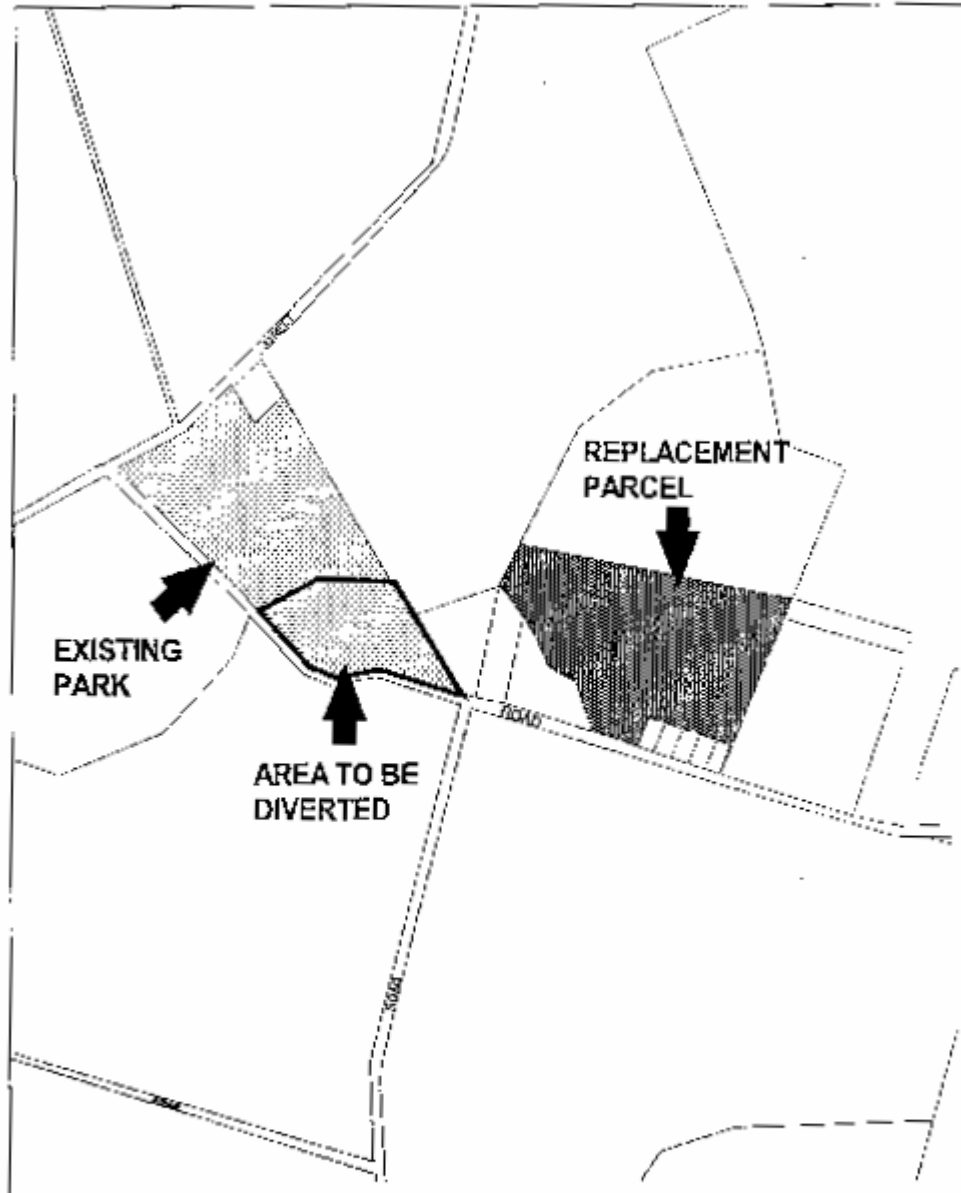 REPLACEMENT
PARCEL
EXISTING
PARK
ROAD
AREA TO BE
DIVERTED